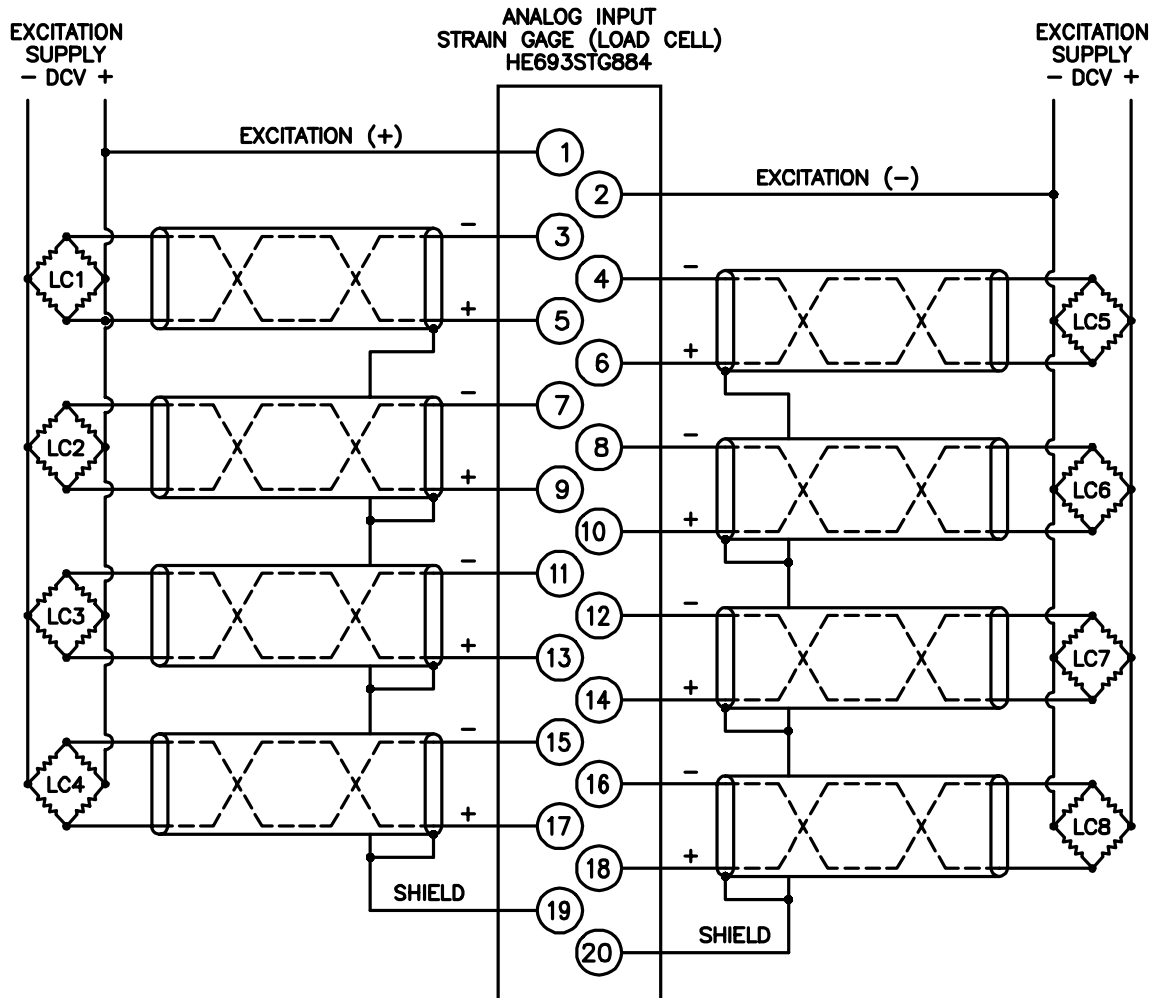 ANALOG INPUT
STRAIN GAGE (LOAD CELL)
HE693STG884
EXCITATION
SUPPLY
− DCV +
EXCITATION
SUPPLY
− DCV +
EXCITATION (+)
1
EXCITATION (−)
2
LC1
−
3
+
5
−
4
+
6
LC5
LC2
−
7
+
9
−
8
+
10
LC6
LC3
−
11
+
13
−
12
+
14
LC7
LC4
−
15
+
17
−
16
+
18
LC8
SHIELD
19
SHIELD
20